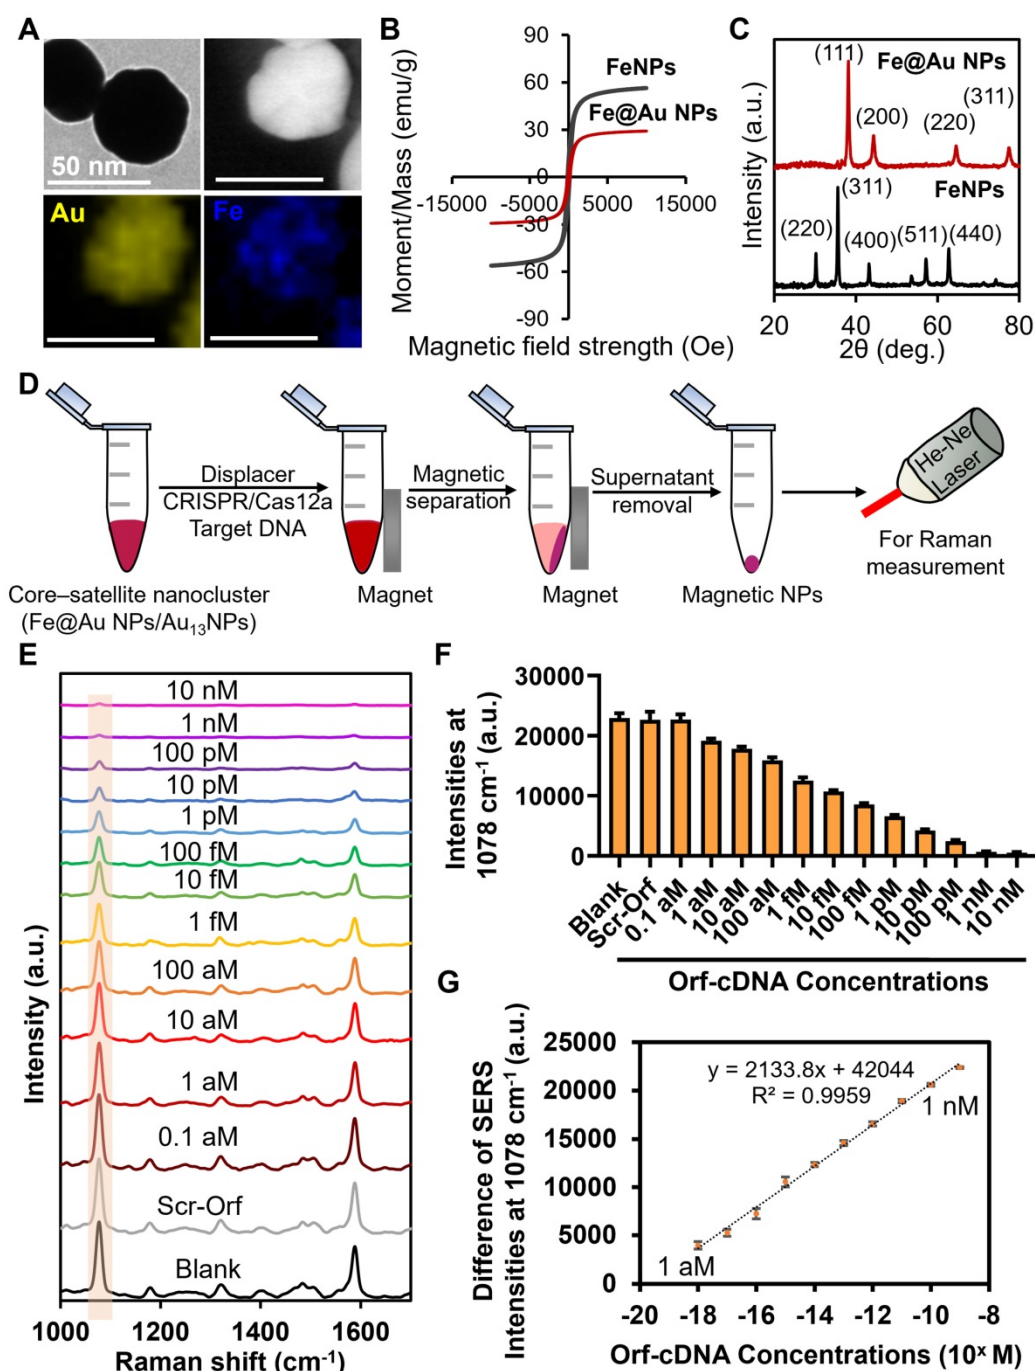 A
50 nm
Au
Fe
B
Moment/Mass (emu/g)
90
60
30
0
-30
-60
-90
-15000
-5000
5000
15000
FeNPs
Fe@Au NPs
Magnetic field strength (Oe)
C
Intensity (a.u.)
(111)
Fe@Au NPs
(200)
(220)
(311)
FeNPs
(220)
(311)
(400)
(511)
(440)
20
40
60
80
2θ (deg.)
D
Displacer
CRISPR/Cas12a
Target DNA
Magnetic
separation
Supernatant
removal
He-Ne
Laser
For Raman
measurement
Core–satellite nanocluster
(Fe@Au NPs/Au₁₃NPs)
Magnet
Magnet
Magnetic NPs
E
Intensity (a.u.)
10 nM
1 nM
100 pM
10 pM
1 pM
100 fM
10 fM
1 fM
100 aM
10 aM
1 aM
0.1 aM
Scr-Orf
Blank
1000
1200
1400
1600
Raman shift (cm⁻¹)
F
Intensities at
1078 cm⁻¹ (a.u.)
30000
20000
10000
0
Blank
Scr-Orf
0.1 aM
1 aM
10 aM
100 aM
1 fM
10 fM
100 fM
1 pM
10 pM
100 pM
1 nM
10 nM
Orf-cDNA Concentrations
G
Difference of SERS
Intensities at 1078 cm⁻¹ (a.u.)
25000
20000
15000
10000
5000
0
y = 2133.8x + 42044
R² = 0.9959
1 nM
1 aM
-20
-18
-16
-14
-12
-10
-8
Orf-cDNA Concentrations (10ˣ M)